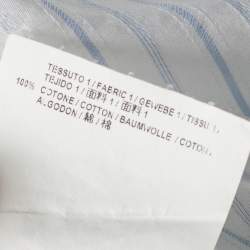 TESSUTO 1 / FABRIC 1 / GEWEBE 1 / TISSU 1 /
TEJIDO 1 / 面料 1 / 面料 1
100% COTONE / COTTON / BAUMWOLLE / COTON /
ALGODON / 綿 / 棉